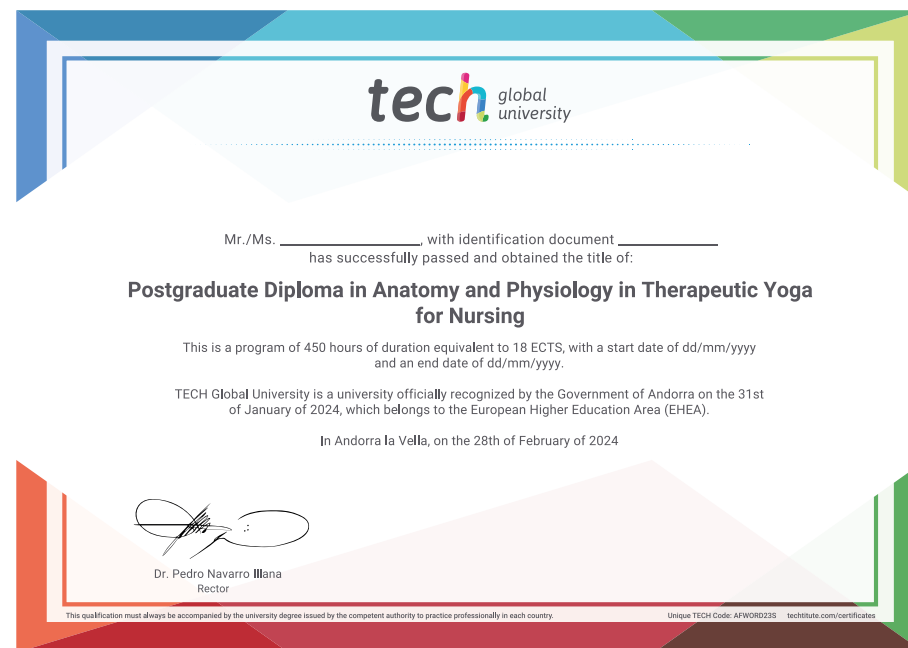 tech global
university
Mr./Ms. ____________________, with identification document ______________
has successfully passed and obtained the title of:
Postgraduate Diploma in Anatomy and Physiology in Therapeutic Yoga
for Nursing
This is a program of 450 hours of duration equivalent to 18 ECTS, with a start date of dd/mm/yyyy
and an end date of dd/mm/yyyy.
TECH Global University is a university officially recognized by the Government of Andorra on the 31st
of January of 2024, which belongs to the European Higher Education Area (EHEA).
In Andorra la Vella, on the 28th of February of 2024
Dr. Pedro Navarro Illana
Rector
This qualification must always be accompanied by the university degree issued by the competent authority to practice professionally in each country.
Unique TECH Code: AFWORD23S techtitute.com/certificates